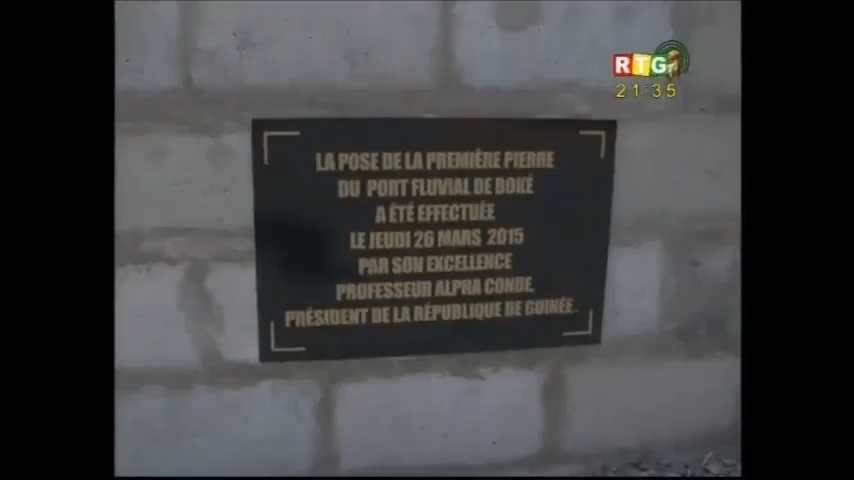 RTG
21:35
LA POSE DE LA PREMIÈRE PIERRE
DU PORT FLUVIAL DE BOKÉ
A ÉTÉ EFFECTUÉE
LE JEUDI 26 MARS 2015
PAR SON EXCELLENCE
PROFESSEUR ALPHA CONDE,
PRÉSIDENT DE LA RÉPUBLIQUE DE GUINÉE.